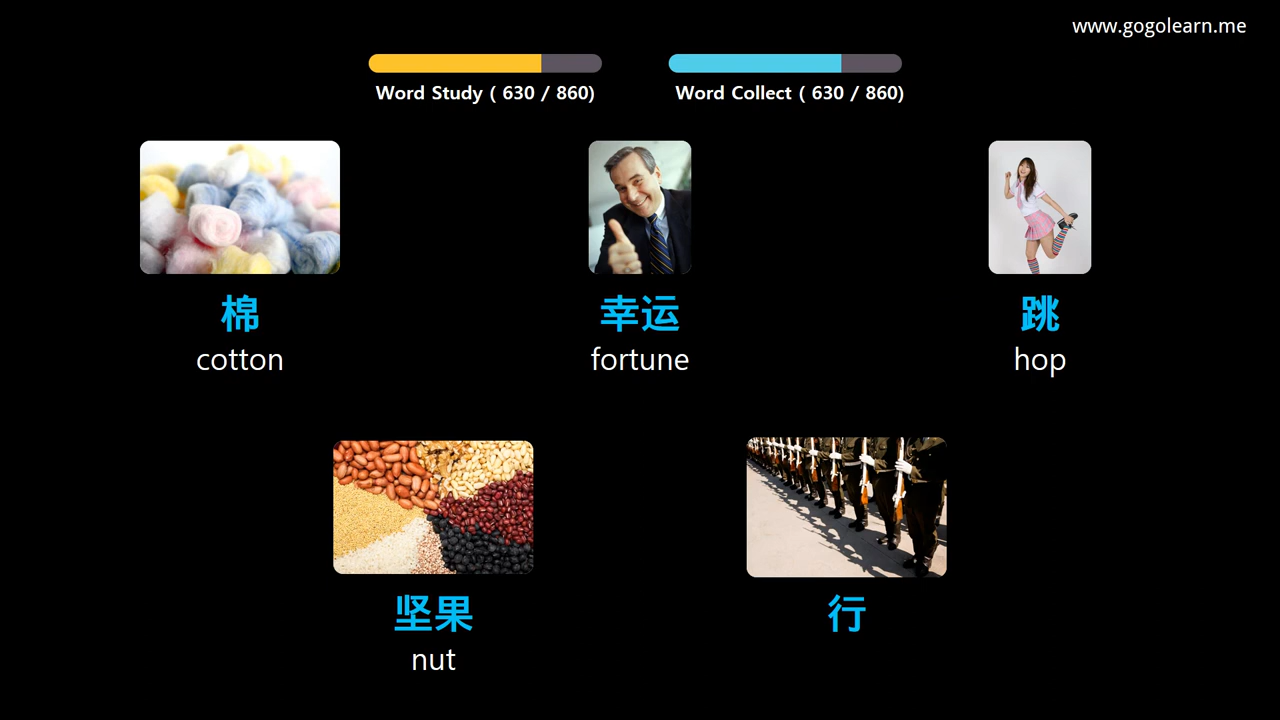 www.gogolearn.me
Word Study ( 630 / 860)
Word Collect ( 630 / 860)
棉
cotton
幸运
fortune
跳
hop
坚果
nut
行